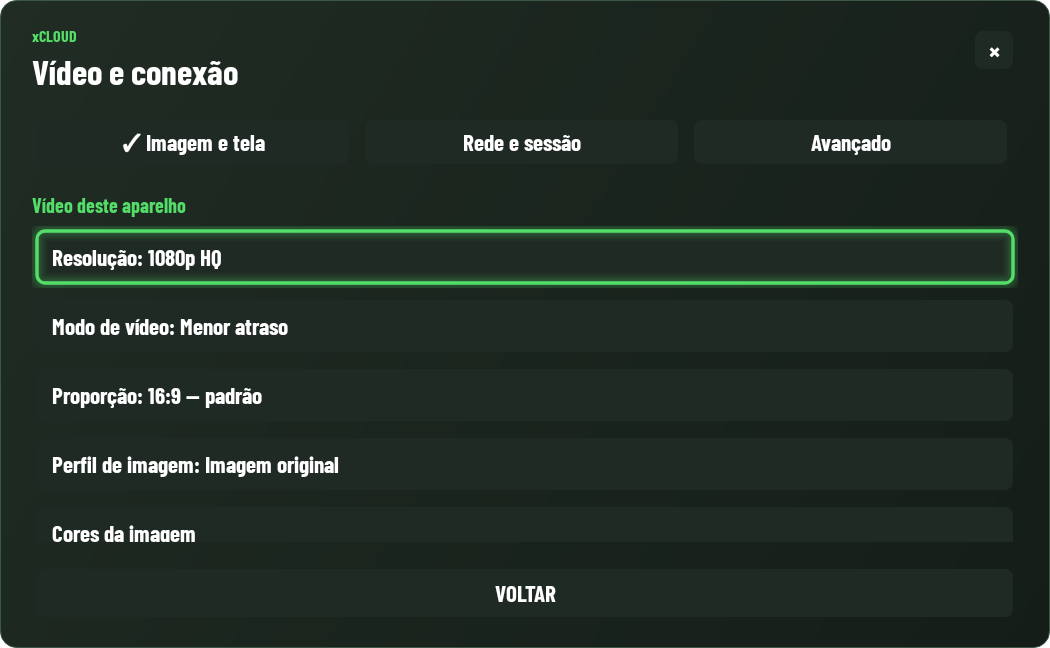 xCLOUD
Vídeo e conexão
×
✓ Imagem e tela
Rede e sessão
Avançado
Vídeo deste aparelho
Resolução: 1080p HQ
Modo de vídeo: Menor atraso
Proporção: 16:9 — padrão
Perfil de imagem: Imagem original
Cores da imagem
VOLTAR